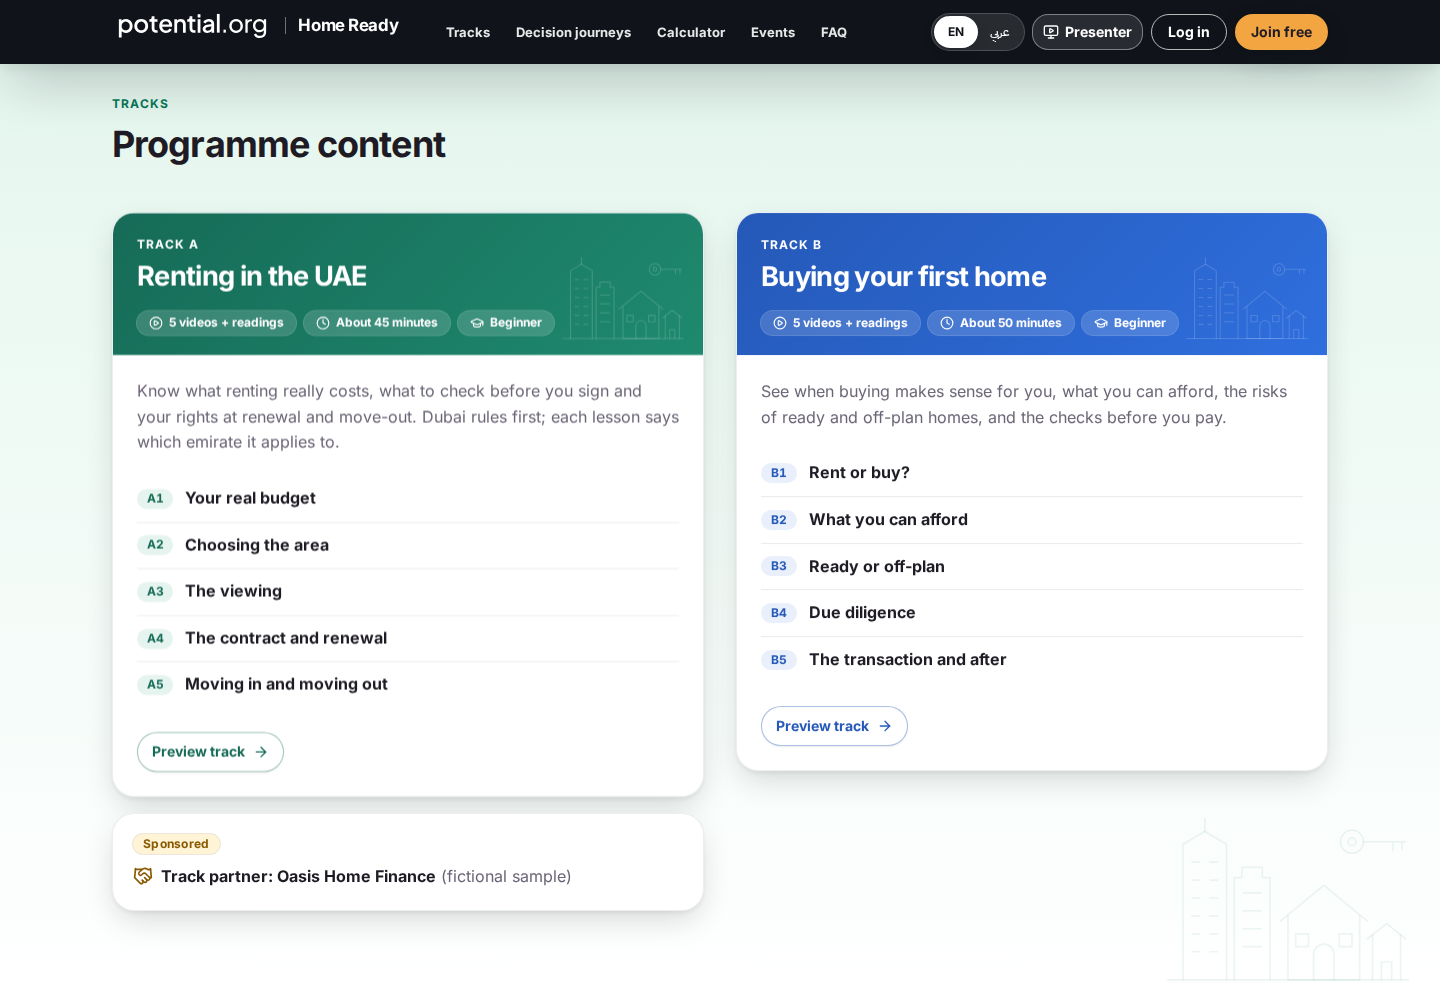 potential.org Home Ready
Tracks Decision journeys Calculator Events FAQ
EN عربي Presenter Log in Join free
TRACKS
Programme content
TRACK A
Renting in the UAE
5 videos + readings About 45 minutes Beginner
Know what renting really costs, what to check before you sign and
your rights at renewal and move-out. Dubai rules first; each lesson says
which emirate it applies to.
A1 Your real budget
A2 Choosing the area
A3 The viewing
A4 The contract and renewal
A5 Moving in and moving out
Preview track
Sponsored
Track partner: Oasis Home Finance (fictional sample)
TRACK B
Buying your first home
5 videos + readings About 50 minutes Beginner
See when buying makes sense for you, what you can afford, the risks
of ready and off-plan homes, and the checks before you pay.
B1 Rent or buy?
B2 What you can afford
B3 Ready or off-plan
B4 Due diligence
B5 The transaction and after
Preview track